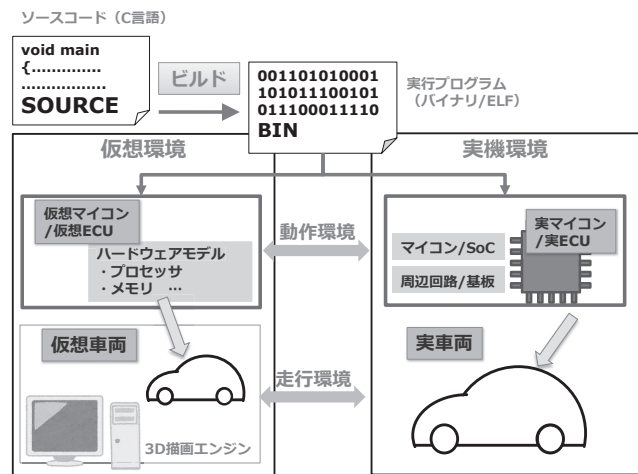 ソースコード（C言語）
void main
{..............
.................
SOURCE
ビルド
001101010001
101011100101
011100011110
BIN
実行プログラム
（バイナリ/ELF）
仮想環境
実機環境
仮想マイコン
/仮想ECU
ハードウェアモデル
・プロセッサ
・メモリ　…
動作環境
実マイコン
/実ECU
マイコン/SoC
周辺回路/基板
仮想車両
3D描画エンジン
走行環境
実車両